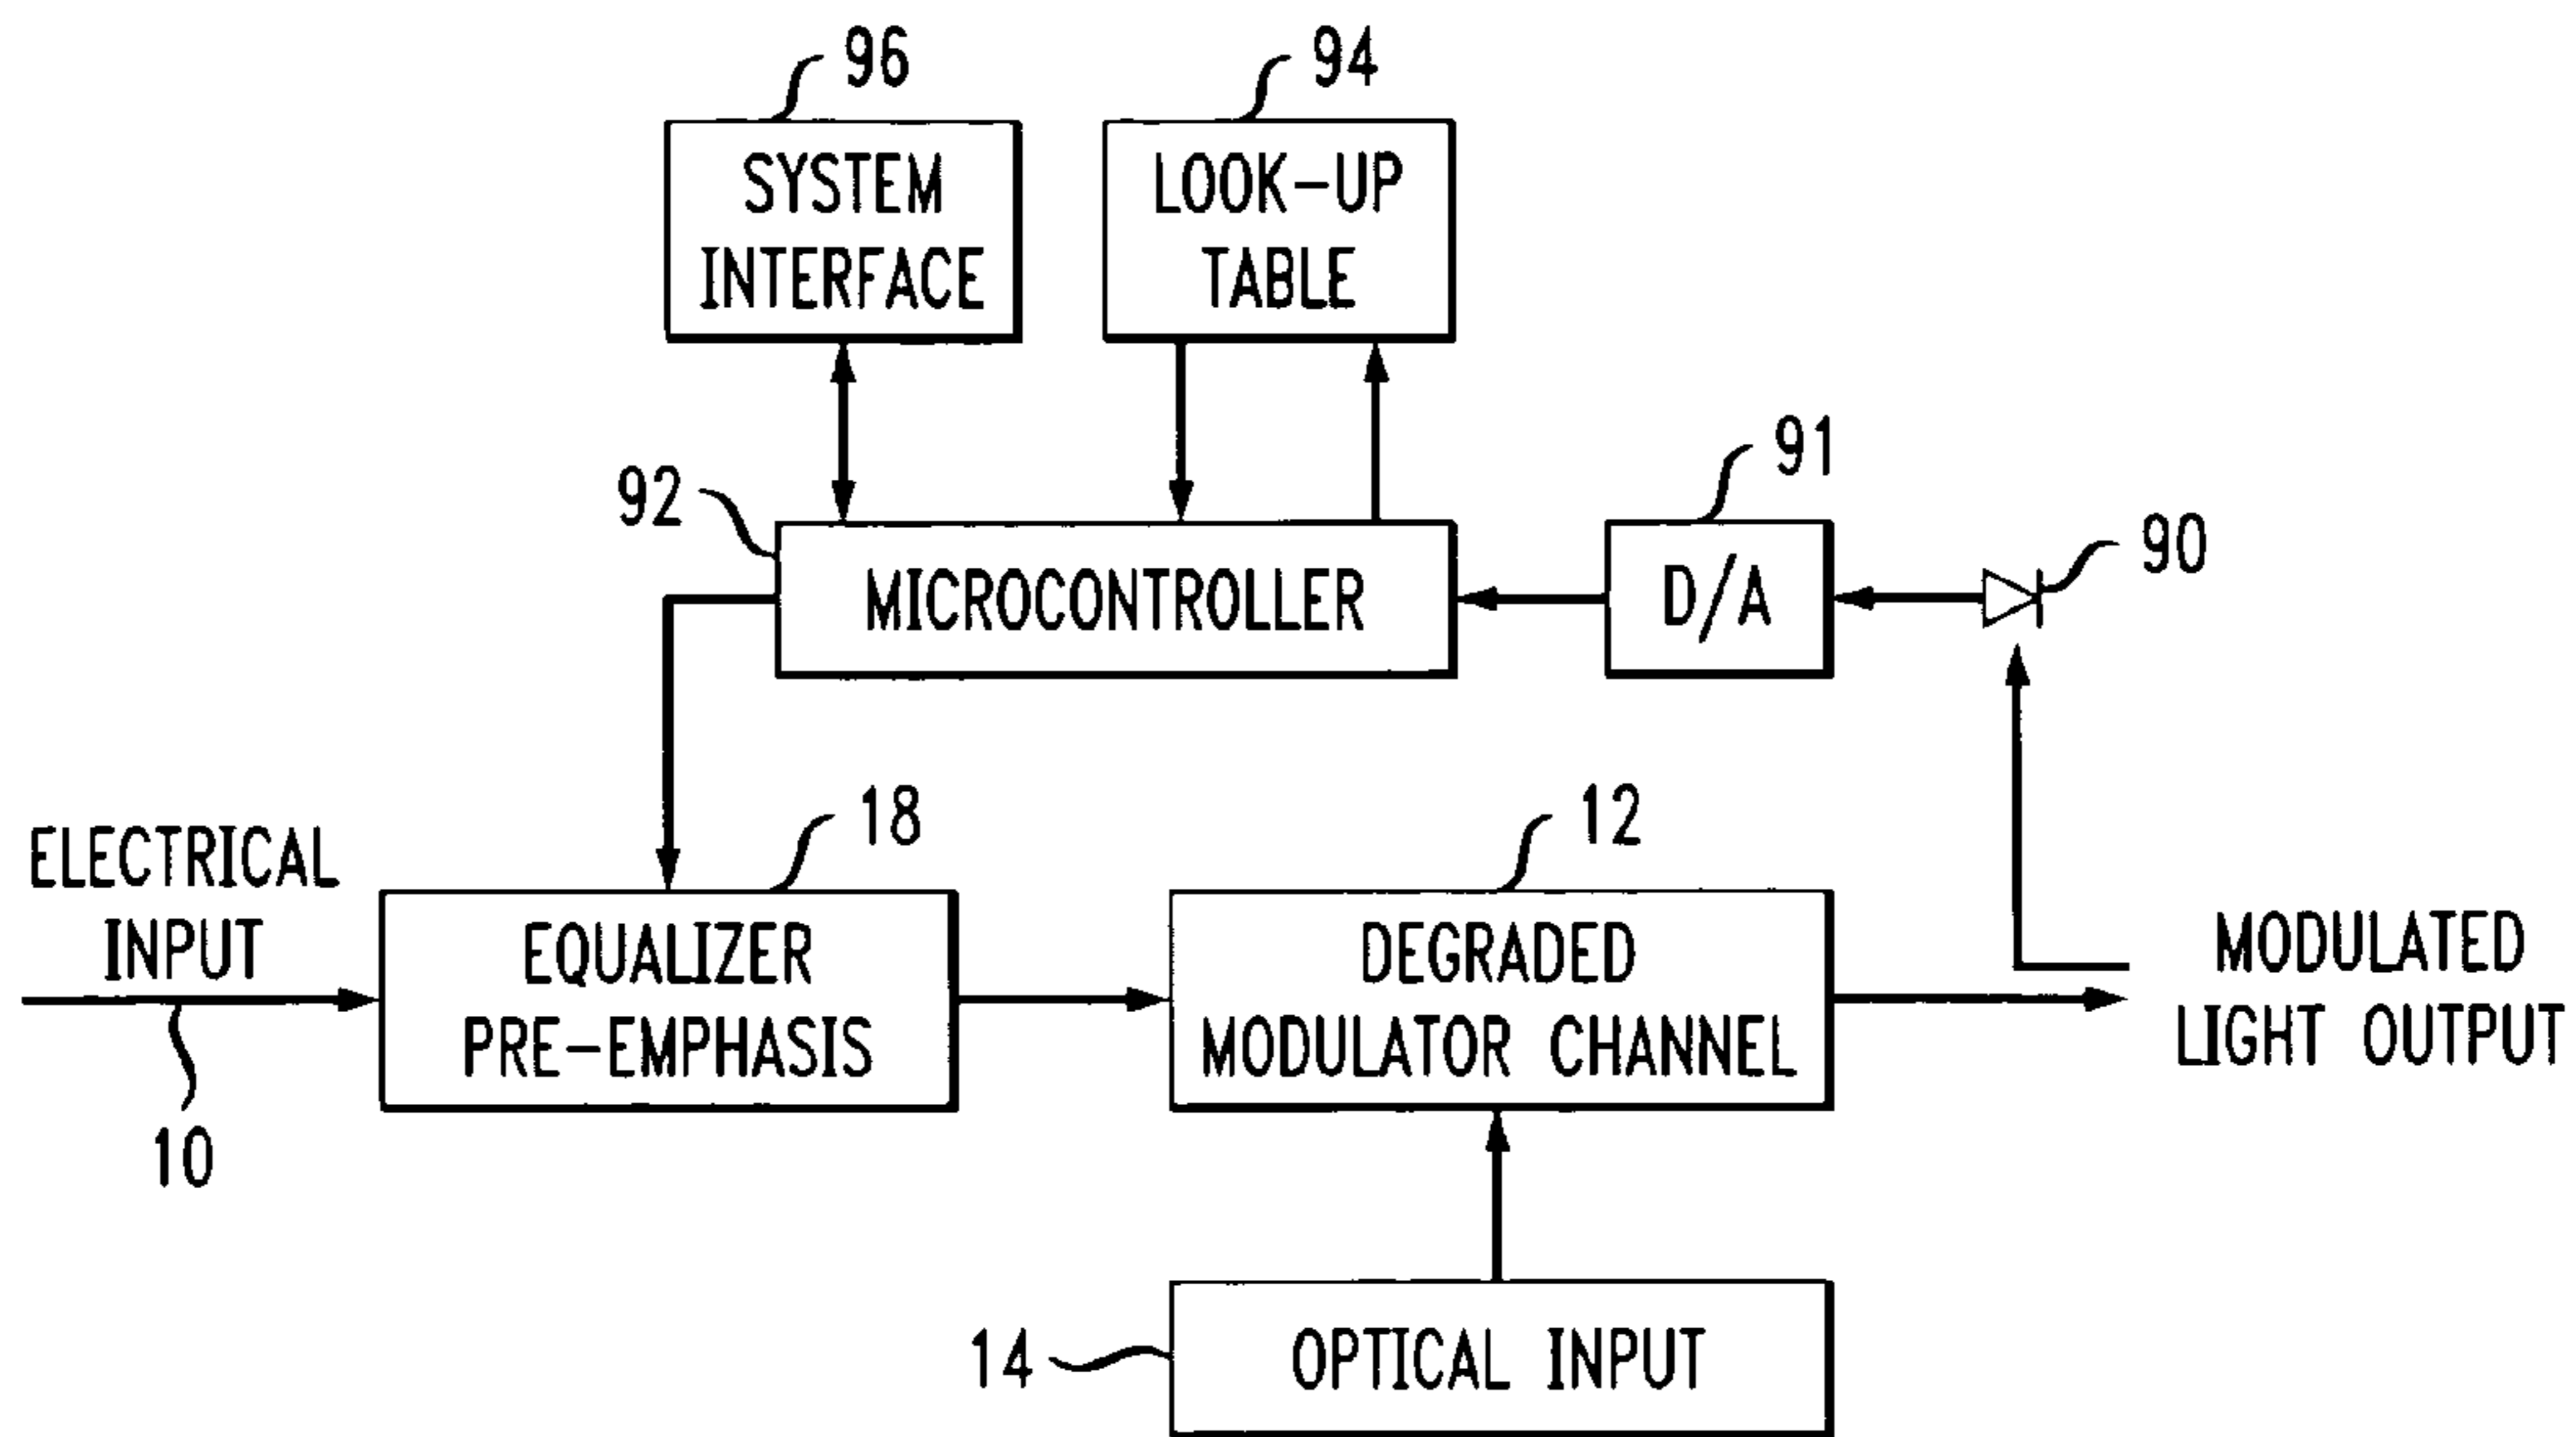 96
94
SYSTEM
INTERFACE
LOOK-UP
TABLE
92
91
90
MICROCONTROLLER
D/A
18
12
ELECTRICAL
INPUT
EQUALIZER
PRE-EMPHASIS
DEGRADED
MODULATOR CHANNEL
MODULATED
LIGHT OUTPUT
10
14
OPTICAL INPUT